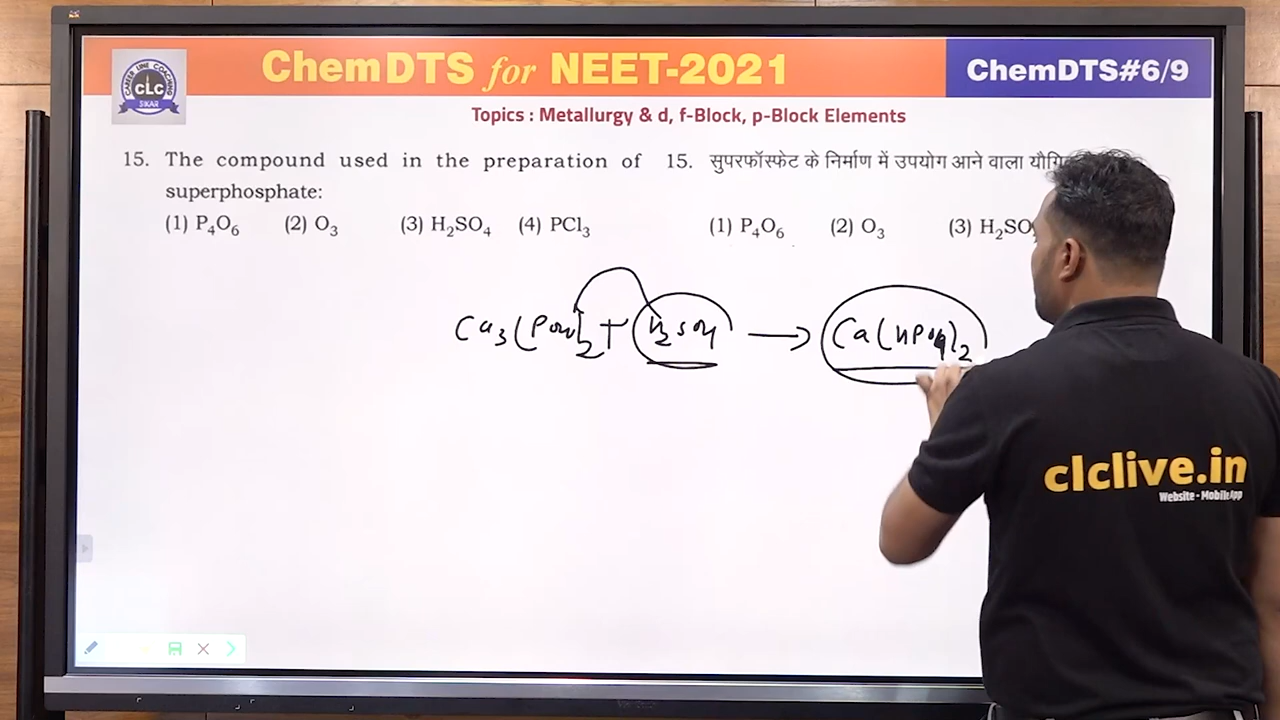 ChemDTS for NEET-2021
ChemDTS#6/9
CAREER LINE COACHING
CLC
SIKAR
Topics : Metallurgy & d, f-Block, p-Block Elements
15. The compound used in the preparation of superphosphate:
(1) P₄O₆ (2) O₃ (3) H₂SO₄ (4) PCl₃
15. सुपरफॉस्फेट के निर्माण में उपयोग आने वाला
(1) P₄O₆ (2) O₃ (3) H₂SO
Ca₃(PO₄)₂ + H₂SO₄ → Ca(HPO₄)₂
clclive.in
Website - MobileApp